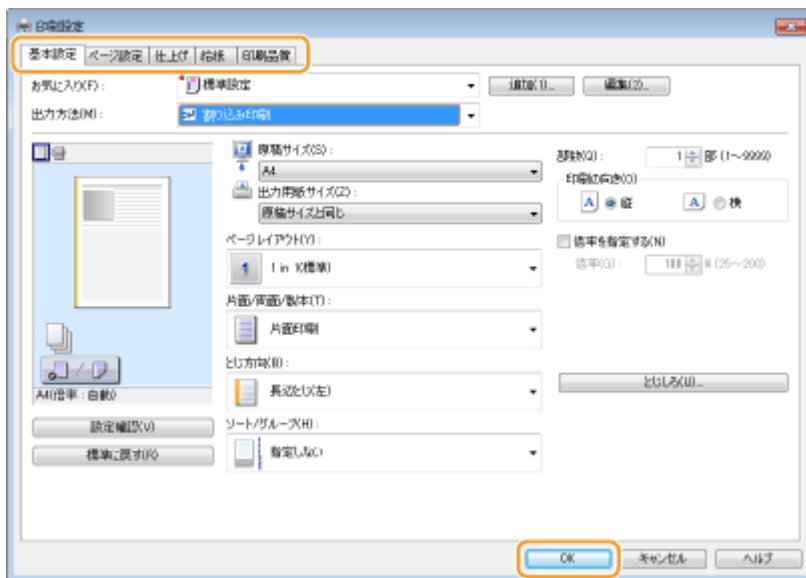 印刷設定
基本設定 ページ設定 仕上げ 給紙 印刷品質
お気に入り(F): 標準設定 追加(1)... 編集(2)...
出力方法(M): 割り込み印刷
原稿サイズ(S):
A4
出力用紙サイズ(Z):
原稿サイズと同じ
部数(Q): 1 部 (1~9999)
印刷の向き(O)
A 縦 A 横
ページレイアウト(Y):
1 1 in 1(標準)
倍率を指定する(N)
倍率(G): 100 % (25~200)
片面/両面/製本(T):
片面印刷
とじ方向(B):
長辺とじ(左)
とじしろ(U)...
A4(倍率:自動)
設定確認(V)
標準に戻す(R)
ソート/グループ(H):
指定しない
OK キャンセル ヘルプ